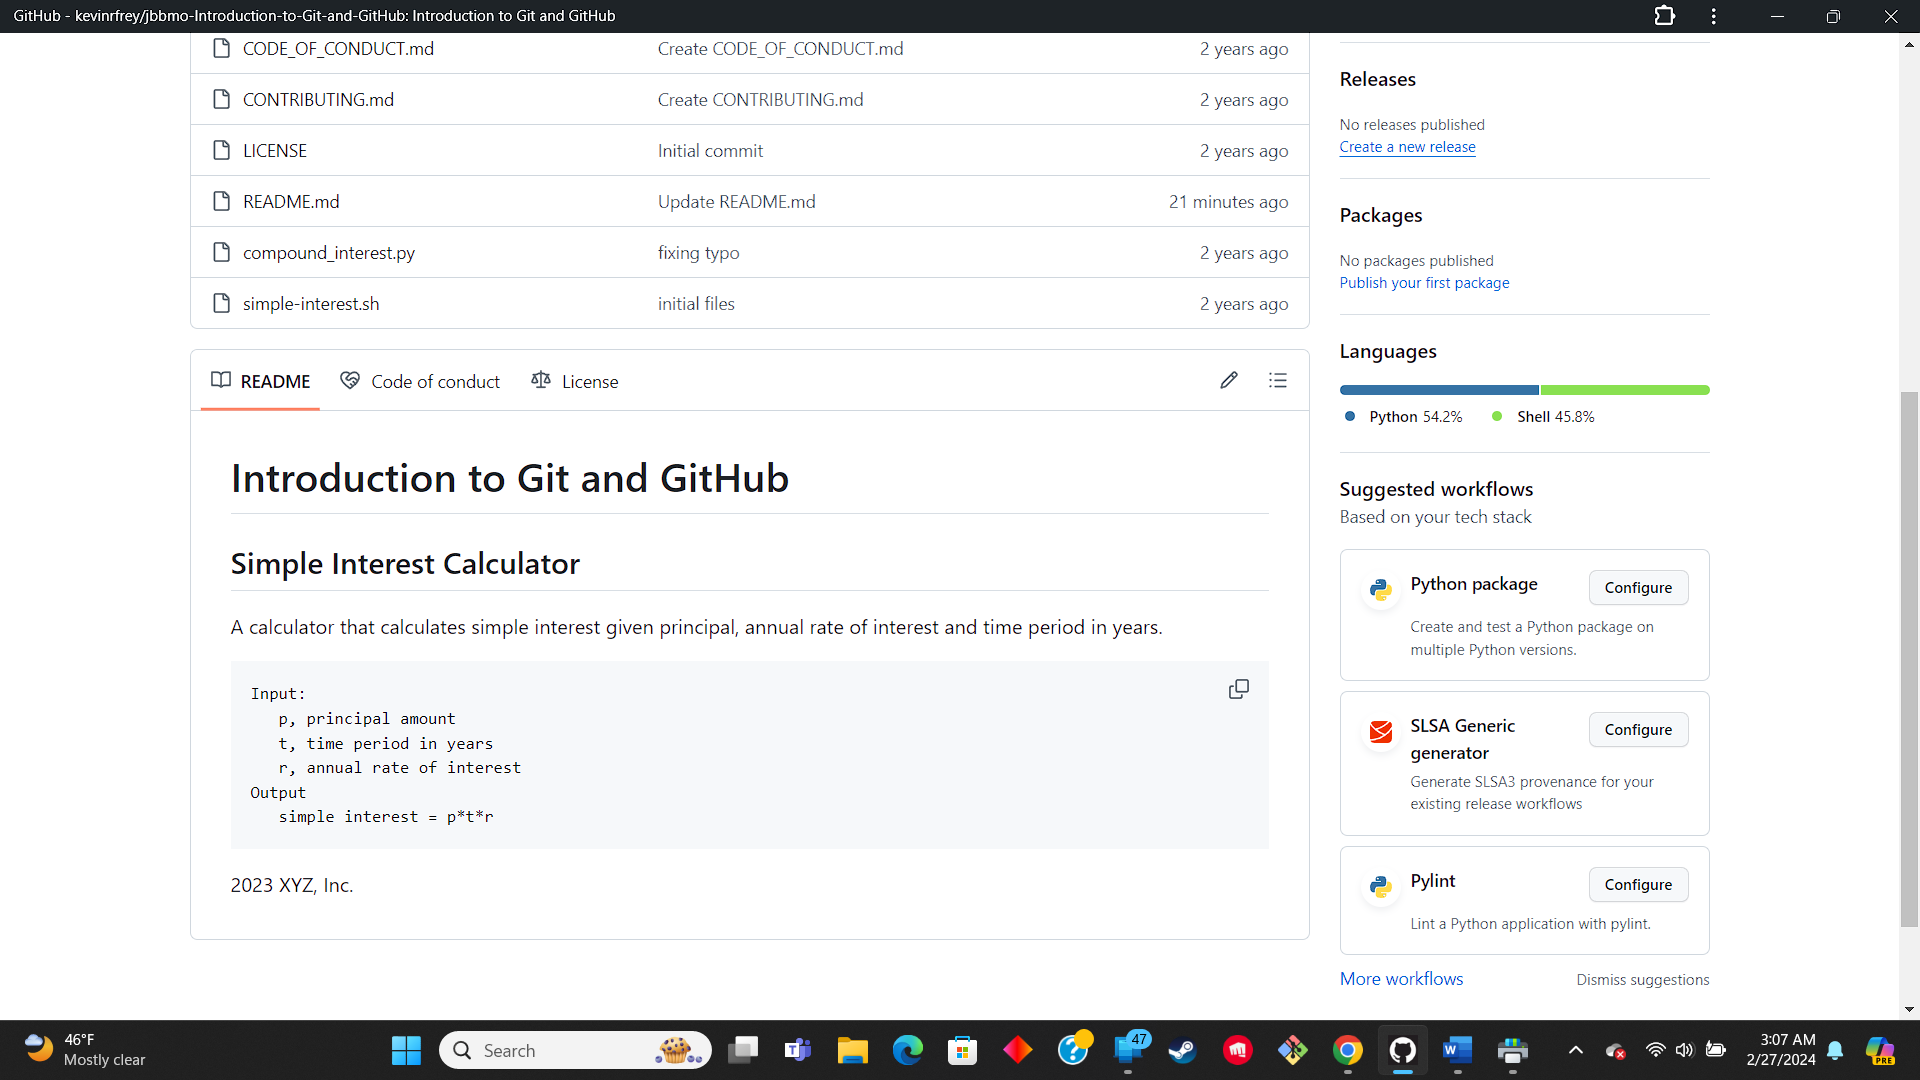 GitHub - kevinrfrey/jbbmo-Introduction-to-Git-and-GitHub: Introduction to Git and GitHub
CODE_OF_CONDUCT.md Create CODE_OF_CONDUCT.md 2 years ago
CONTRIBUTING.md Create CONTRIBUTING.md 2 years ago
LICENSE Initial commit 2 years ago
README.md Update README.md 21 minutes ago
compound_interest.py fixing typo 2 years ago
simple-interest.sh initial files 2 years ago
README Code of conduct License
Introduction to Git and GitHub
Simple Interest Calculator
A calculator that calculates simple interest given principal, annual rate of interest and time period in years.
Input:
   p, principal amount
   t, time period in years
   r, annual rate of interest
Output
   simple interest = p*t*r
2023 XYZ, Inc.
Releases
No releases published
Create a new release
Packages
No packages published
Publish your first package
Languages
Python 54.2% Shell 45.8%
Suggested workflows
Based on your tech stack
Python package Configure
Create and test a Python package on
multiple Python versions.
SLSA Generic
generator Configure
Generate SLSA3 provenance for your
existing release workflows
Pylint Configure
Lint a Python application with pylint.
More workflows Dismiss suggestions
46°F
Mostly clear
Search
47
3:07 AM
2/27/2024
PRE